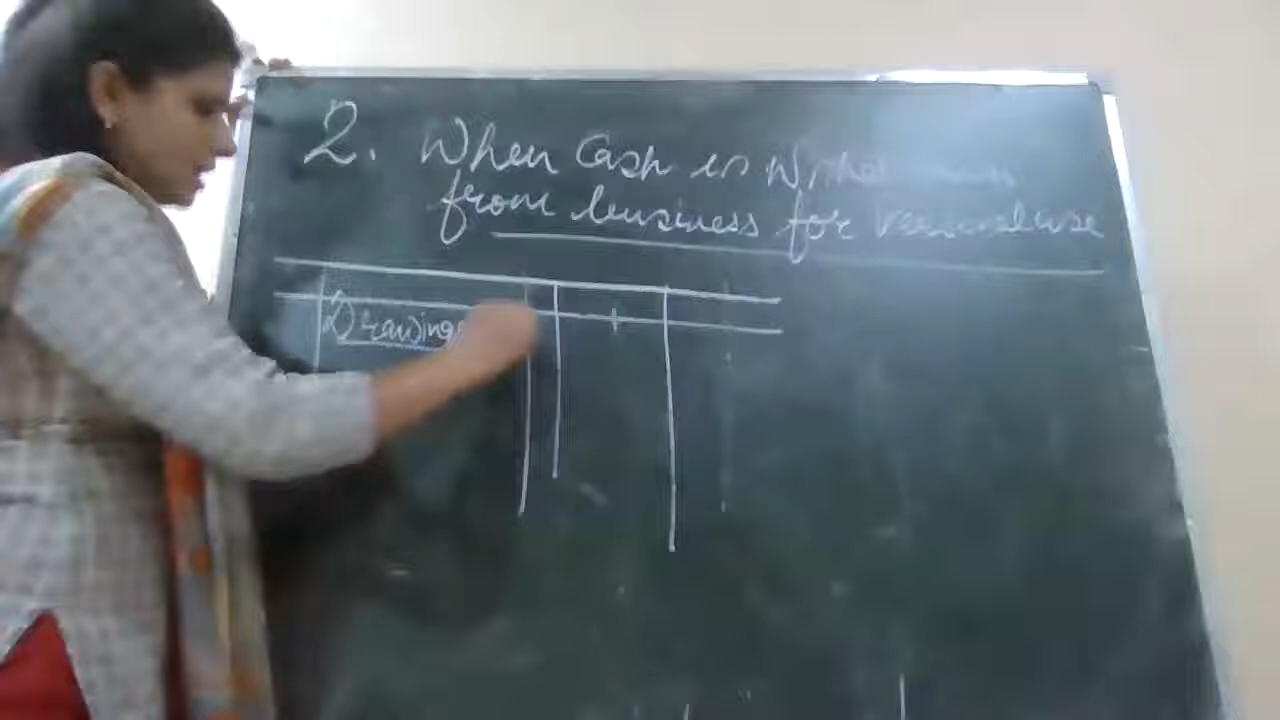 2. When Cash is Withdrawn
from business for Personal use
Drawings